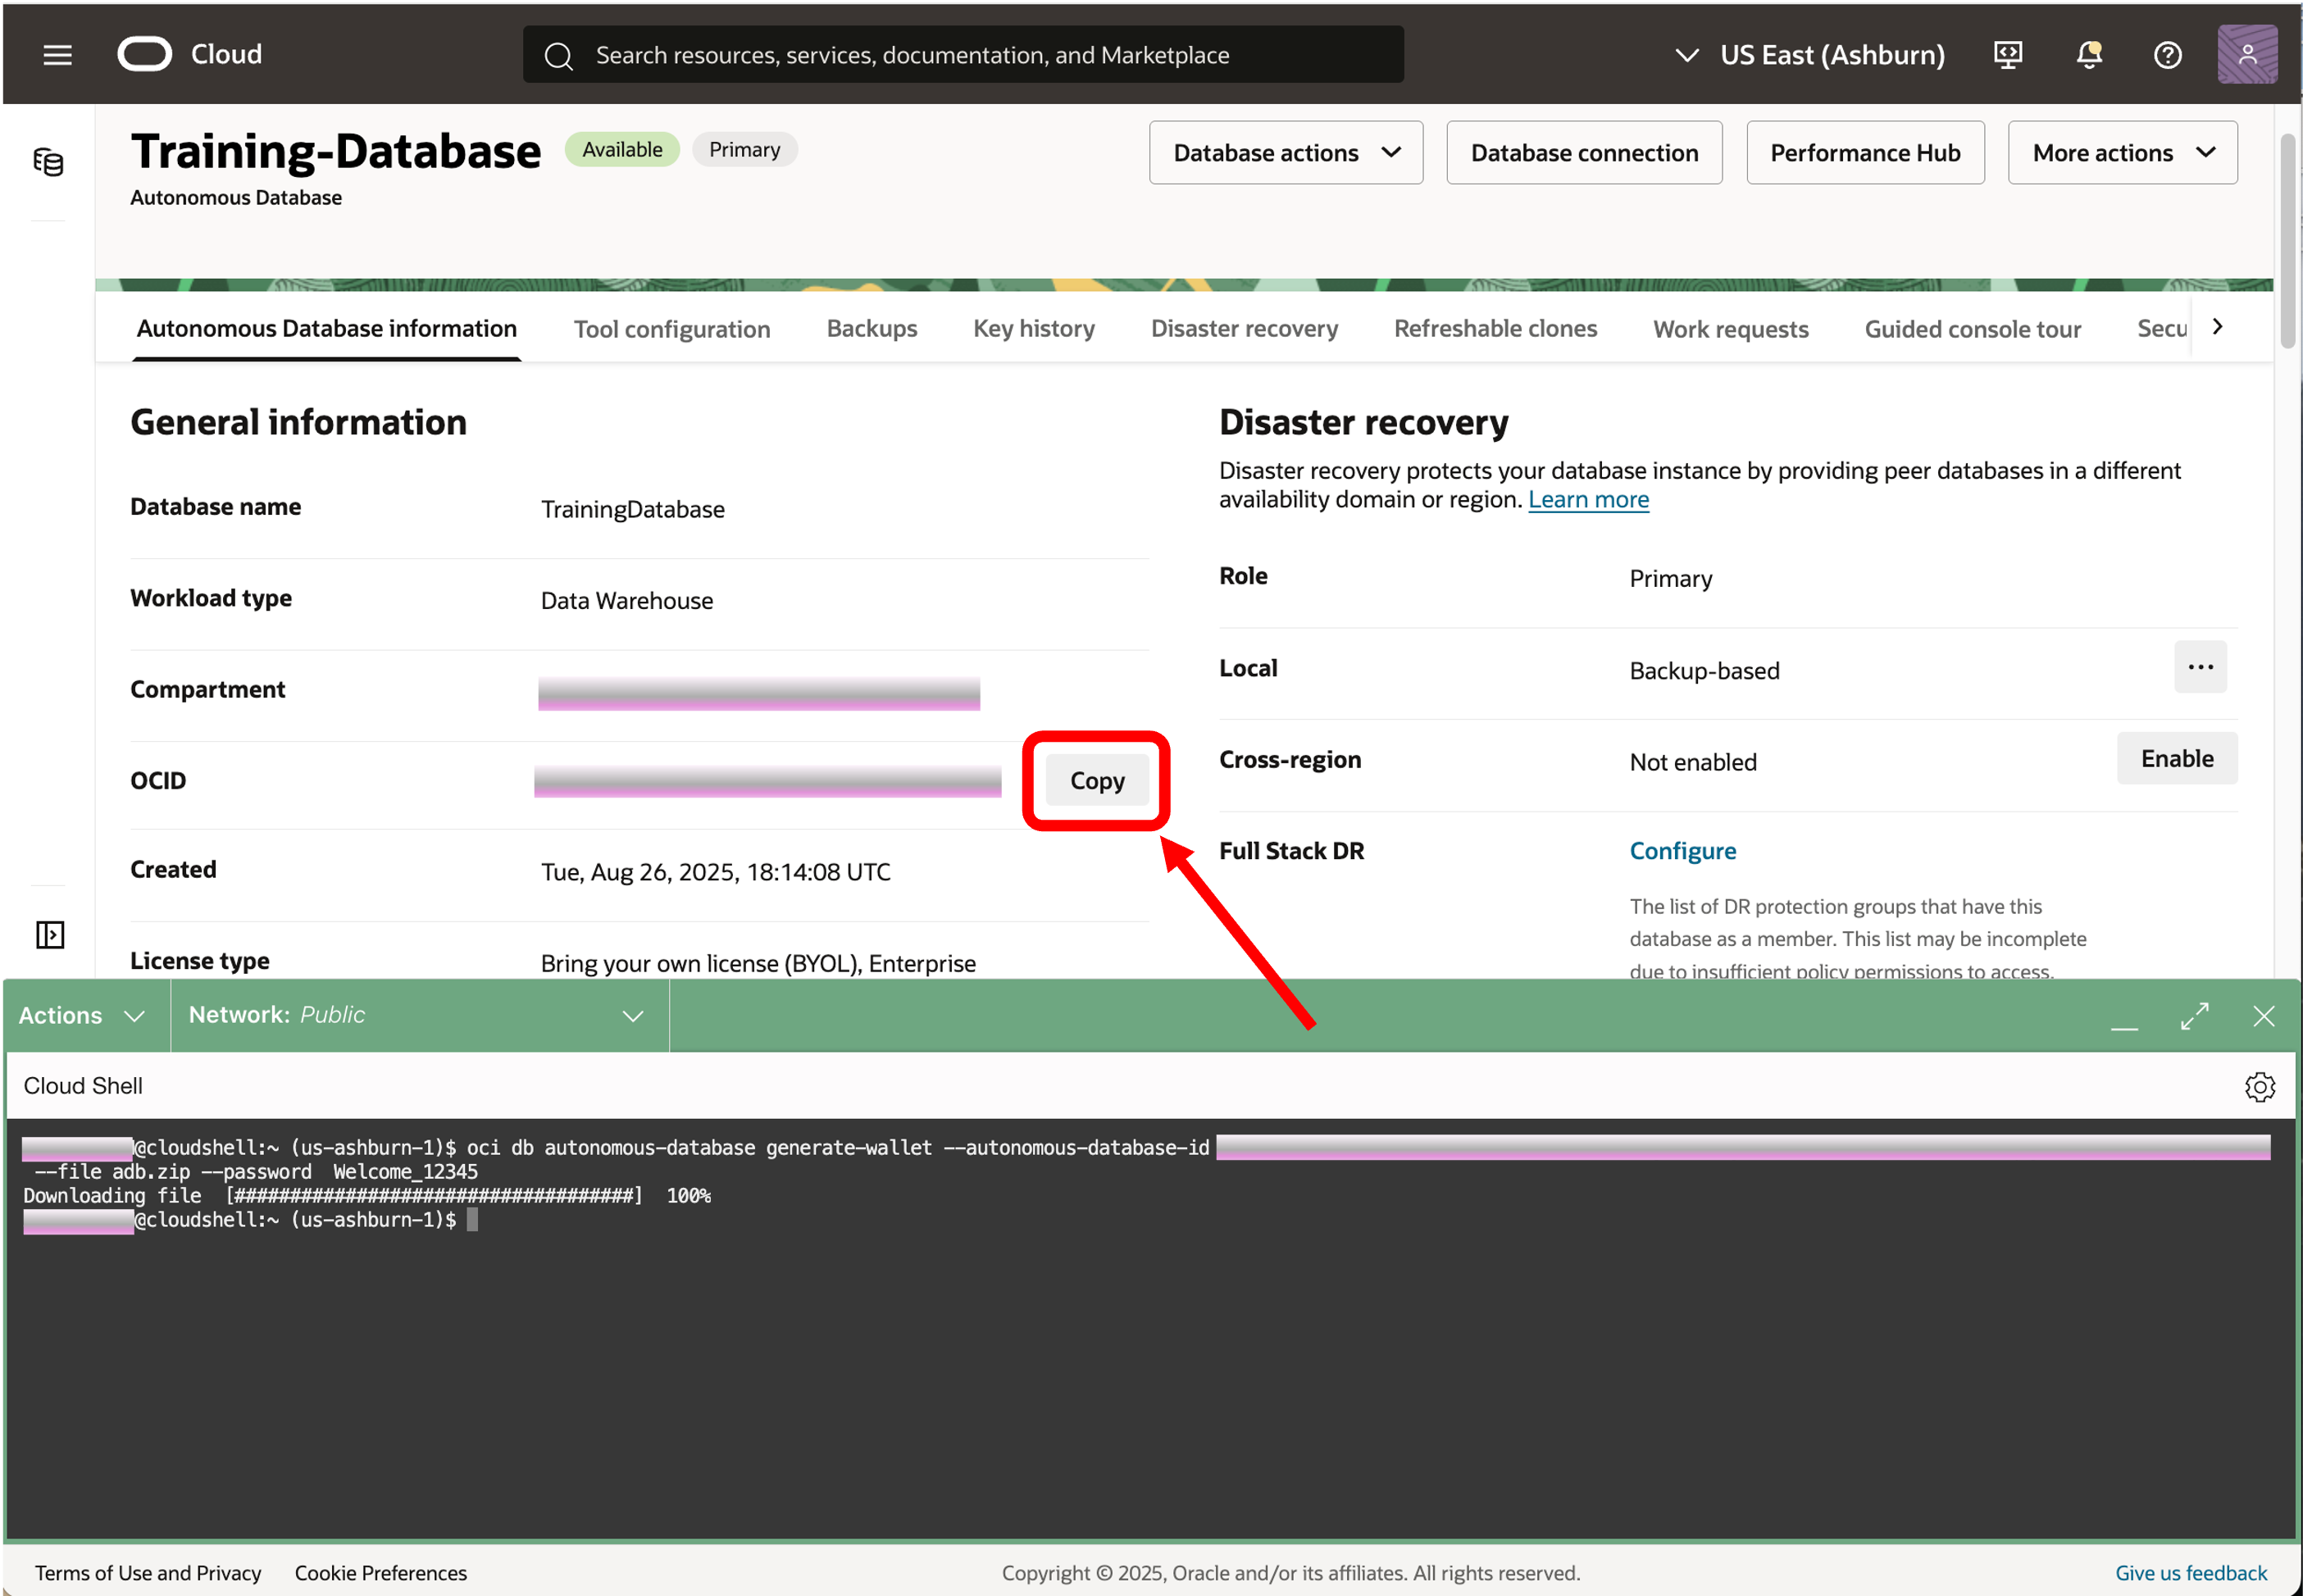 Cloud
Search resources, services, documentation, and Marketplace
US East (Ashburn)
Training-Database
Available
Primary
Autonomous Database
Database actions
Database connection
Performance Hub
More actions
Autonomous Database information
Tool configuration
Backups
Key history
Disaster recovery
Refreshable clones
Work requests
Guided console tour
Secu
General information
Database name
TrainingDatabase
Workload type
Data Warehouse
Compartment
OCID
Copy
Created
Tue, Aug 26, 2025, 18:14:08 UTC
License type
Bring your own license (BYOL), Enterprise
Disaster recovery
Disaster recovery protects your database instance by providing peer databases in a different
availability domain or region. Learn more
Role
Primary
Local
Backup-based
...
Cross-region
Not enabled
Enable
Full Stack DR
Configure
The list of DR protection groups that have this
database as a member. This list may be incomplete
due to insufficient policy permissions to access.
Actions
Network: Public
Cloud Shell
@cloudshell:~ (us-ashburn-1)$ oci db autonomous-database generate-wallet --autonomous-database-id
--file adb.zip --password  Welcome_12345
Downloading file  [####################################]  100%
@cloudshell:~ (us-ashburn-1)$
Terms of Use and Privacy
Cookie Preferences
Copyright © 2025, Oracle and/or its affiliates. All rights reserved.
Give us feedback